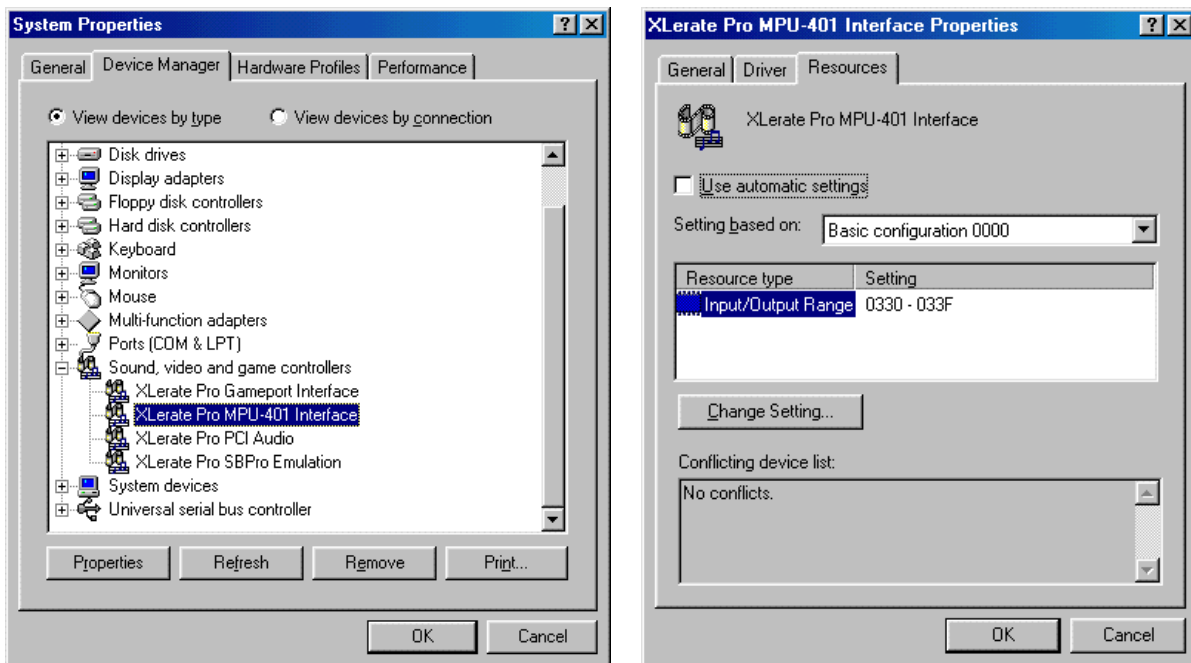 System Properties
General Device Manager Hardware Profiles Performance
View devices by type View devices by connection
Disk drives
Display adapters
Floppy disk controllers
Hard disk controllers
Keyboard
Monitors
Mouse
Multi-function adapters
Ports (COM & LPT)
Sound, video and game controllers
XLerate Pro Gameport Interface
XLerate Pro MPU-401 Interface
XLerate Pro PCI Audio
XLerate Pro SBPro Emulation
System devices
Universal serial bus controller
Properties Refresh Remove Print...
OK Cancel
XLerate Pro MPU-401 Interface Properties
General Driver Resources
XLerate Pro MPU-401 Interface
Use automatic settings
Setting based on: Basic configuration 0000
Resource type Setting
Input/Output Range 0330 - 033F
Change Setting...
Conflicting device list:
No conflicts.
OK Cancel